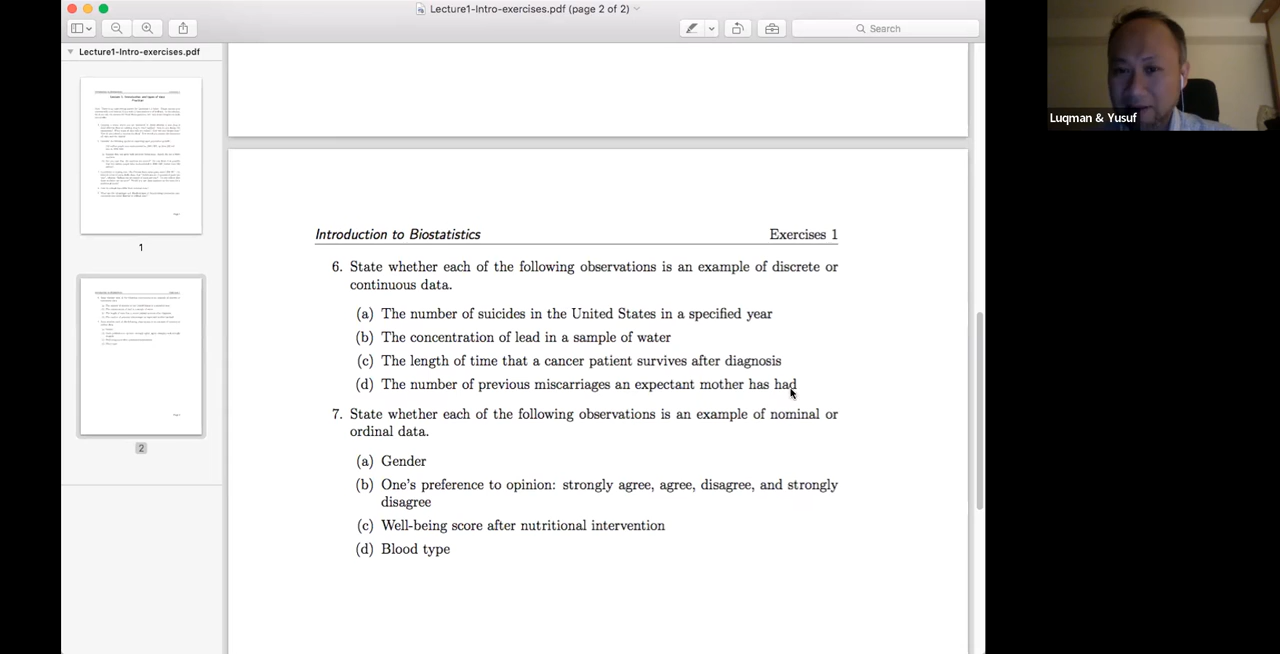 Lecture1-Intro-exercises.pdf (page 2 of 2)
Search
Lecture1-Intro-exercises.pdf
1
2
Introduction to Biostatistics Exercises 1
6. State whether each of the following observations is an example of discrete or
continuous data.
(a) The number of suicides in the United States in a specified year
(b) The concentration of lead in a sample of water
(c) The length of time that a cancer patient survives after diagnosis
(d) The number of previous miscarriages an expectant mother has had
7. State whether each of the following observations is an example of nominal or
ordinal data.
(a) Gender
(b) One's preference to opinion: strongly agree, agree, disagree, and strongly
disagree
(c) Well-being score after nutritional intervention
(d) Blood type
Luqman & Yusuf